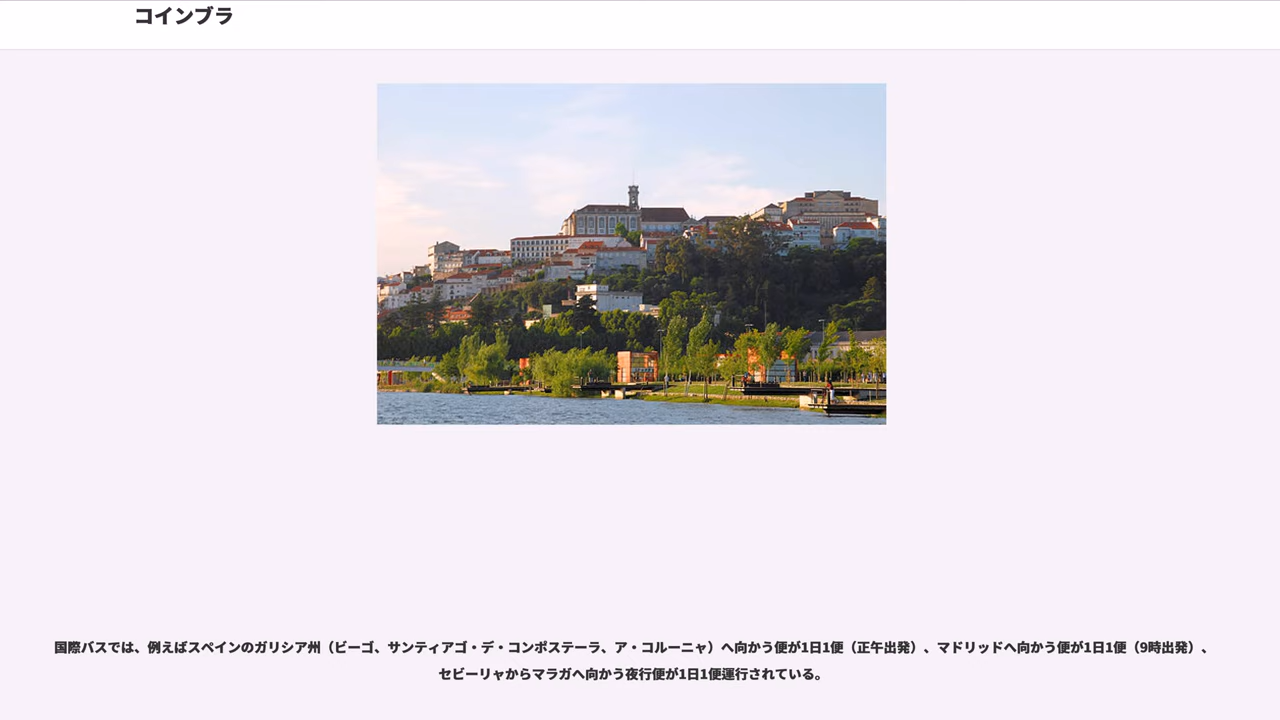 コインブラ
国際バスでは、例えばスペインのガリシア州（ビーゴ、サンティアゴ・デ・コンポステーラ、ア・コルーニャ）へ向かう便が1日1便（正午出発）、マドリッドへ向かう便が1日1便（9時出発）、
セビーリャからマラガへ向かう夜行便が1日1便運行されている。